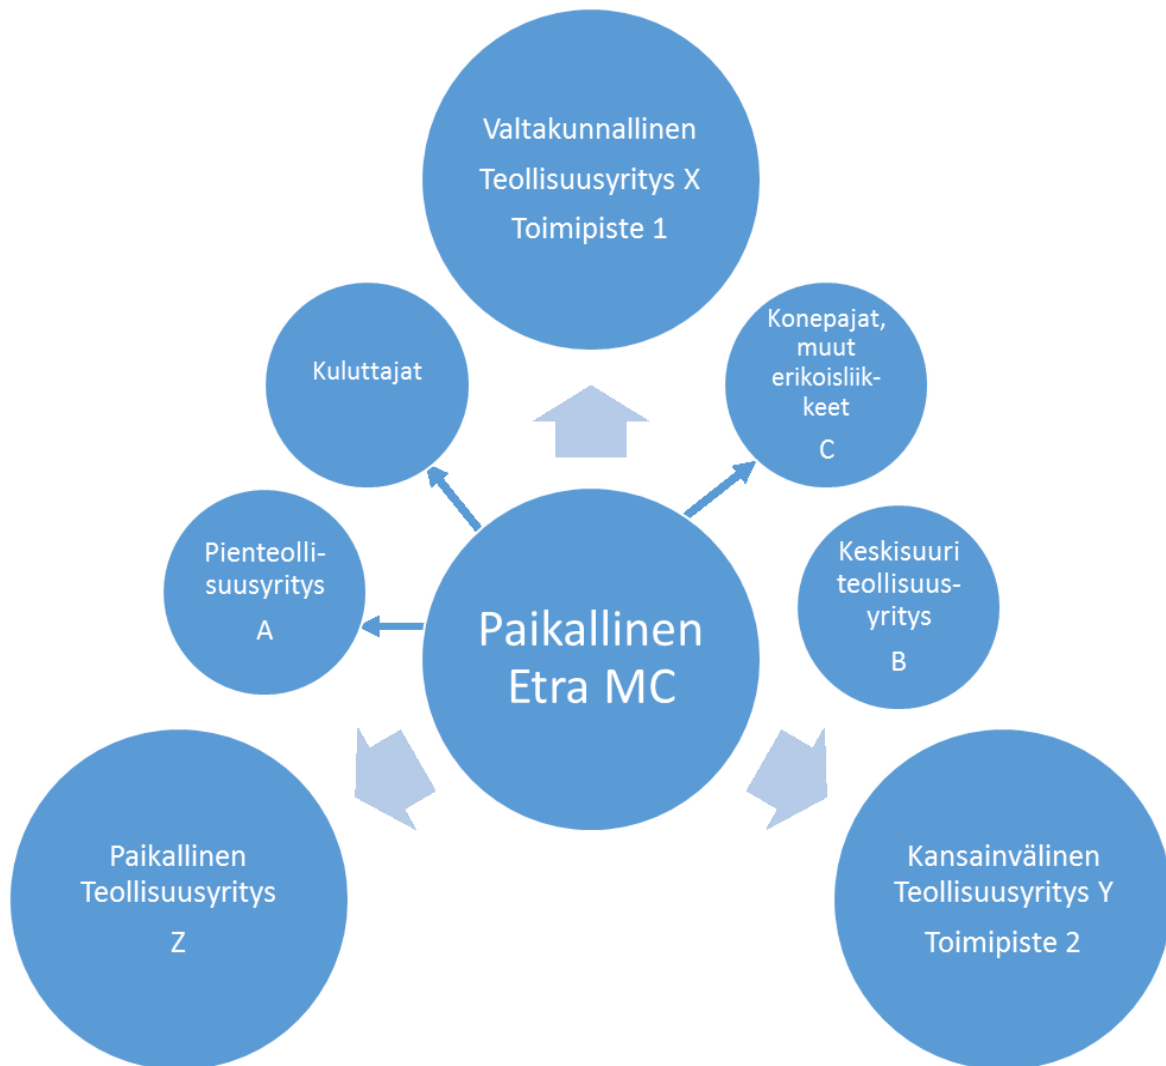 Valtakunnallinen
Teollisuusyritys X
Toimipiste 1
Kuluttajat
Konepajat,
muut
erikoisliik-
keet
C
Pienteolli-
suusyritys
A
Keskisuuri
teollisuus-
yritys
B
Paikallinen
Etra MC
Paikallinen
Teollisuusyritys
Z
Kansainvälinen
Teollisuusyritys Y
Toimipiste 2